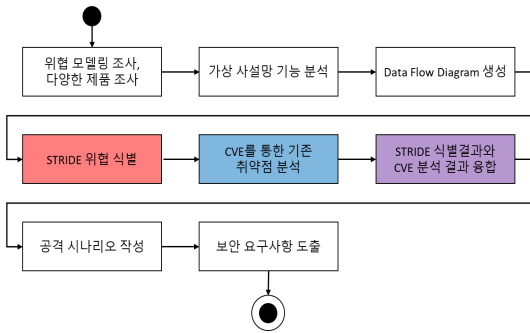 위협 모델링 조사,
다양한 제품 조사
가상 사설망 기능 분석
Data Flow Diagram 생성
STRIDE 위협 식별
CVE를 통한 기존
취약점 분석
STRIDE 식별결과와
CVE 분석 결과 융합
공격 시나리오 작성
보안 요구사항 도출